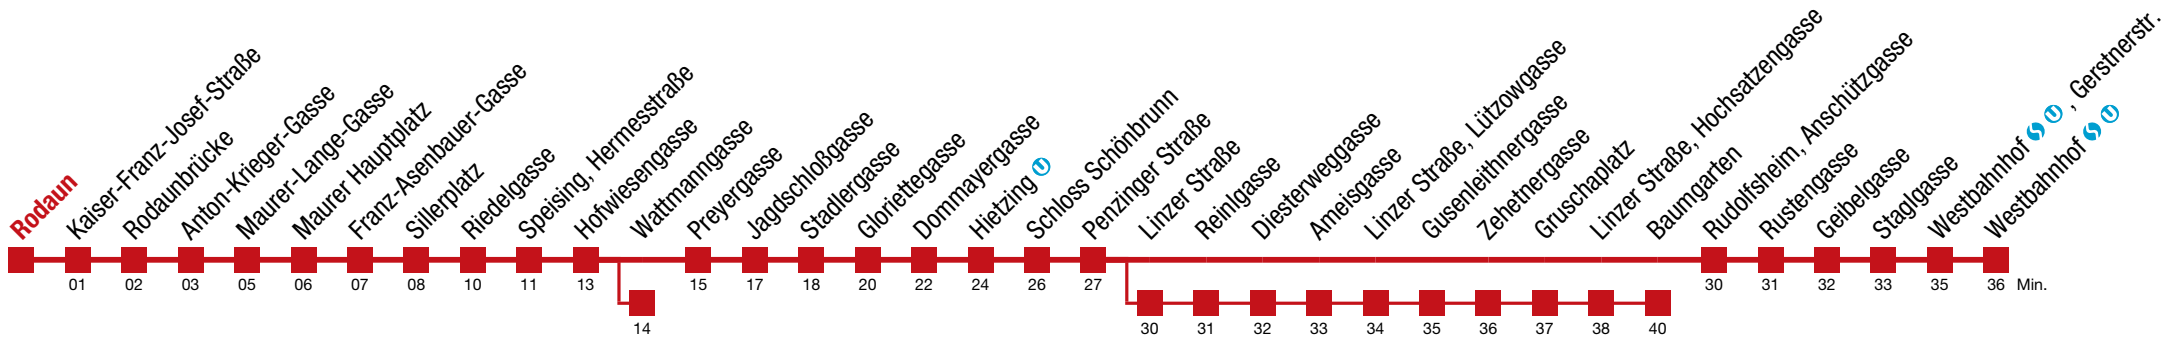 Rodaun
Kaiser-Franz-Josef-Straße
Rodaunbrücke
Anton-Krieger-Gasse
Maurer-Lange-Gasse
Maurer Hauptplatz
Franz-Asenbauer-Gasse
Sillerplatz
Riedelgasse
Speising, Hermesstraße
Hofwiesengasse
Wattmanngasse
Preyergasse
Jagdschloßgasse
Stadlergasse
Gloriettegasse
Dommayergasse
Hietzing U
Schloss Schönbrunn
Penzinger Straße
Linzer Straße
Reinlgasse
Diesterweggasse
Ameisgasse
Linzer Straße, Lützowgasse
Gusenleithnergasse
Zehetnergasse
Gruschaplatz
Linzer Straße, Hochsatzengasse
Baumgarten
Rudolfsheim, Anschützgasse
Rustengasse
Geibelgasse
Staglgasse
Westbahnhof S U , Gerstnerstr.
Westbahnhof S U
01 02 03 05 06 07 08 10 11 13 15 17 18 20 22 24 26 27 30 31 32 33 35 36 Min.
14 30 31 32 33 34 35 36 37 38 40